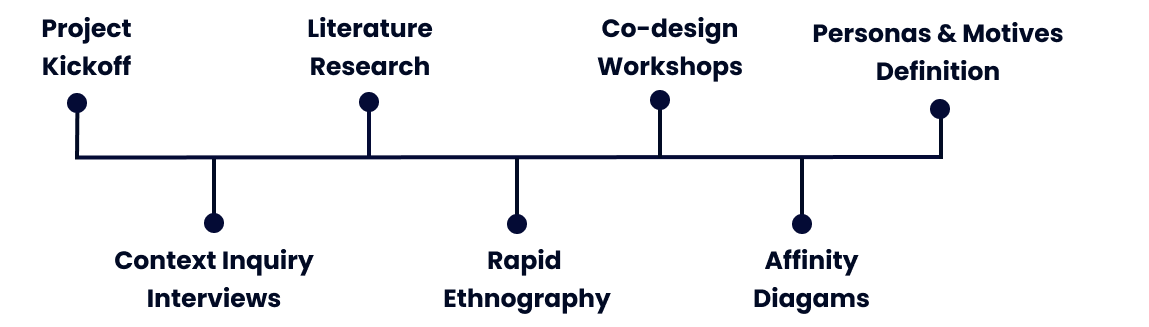 Project
Kickoff
Literature
Research
Co-design
Workshops
Personas & Motives
Definition
Context Inquiry
Interviews
Rapid
Ethnography
Affinity
Diagams